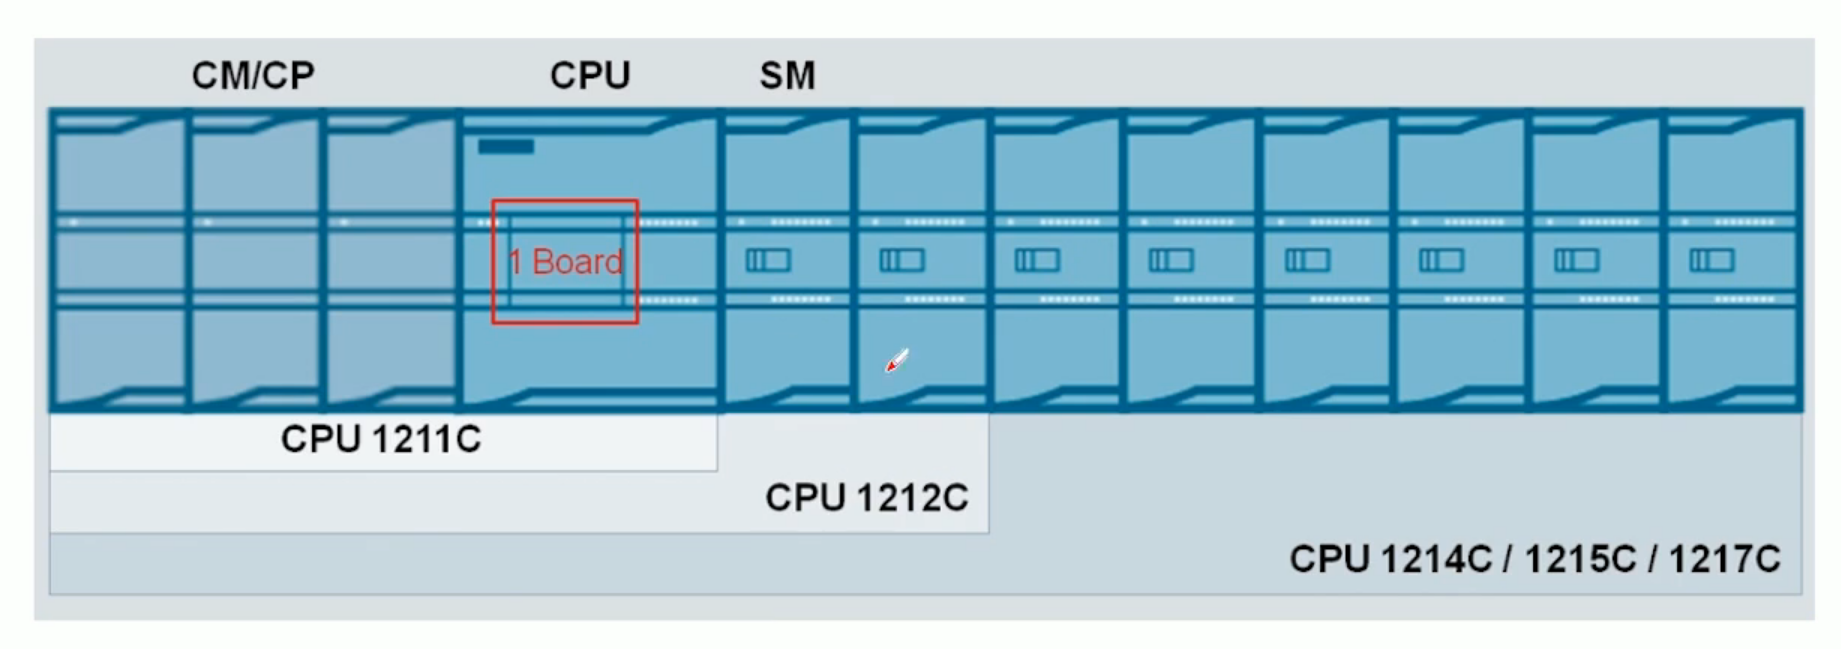 CM/CP CPU SM
1 Board
CPU 1211C
CPU 1212C
CPU 1214C / 1215C / 1217C